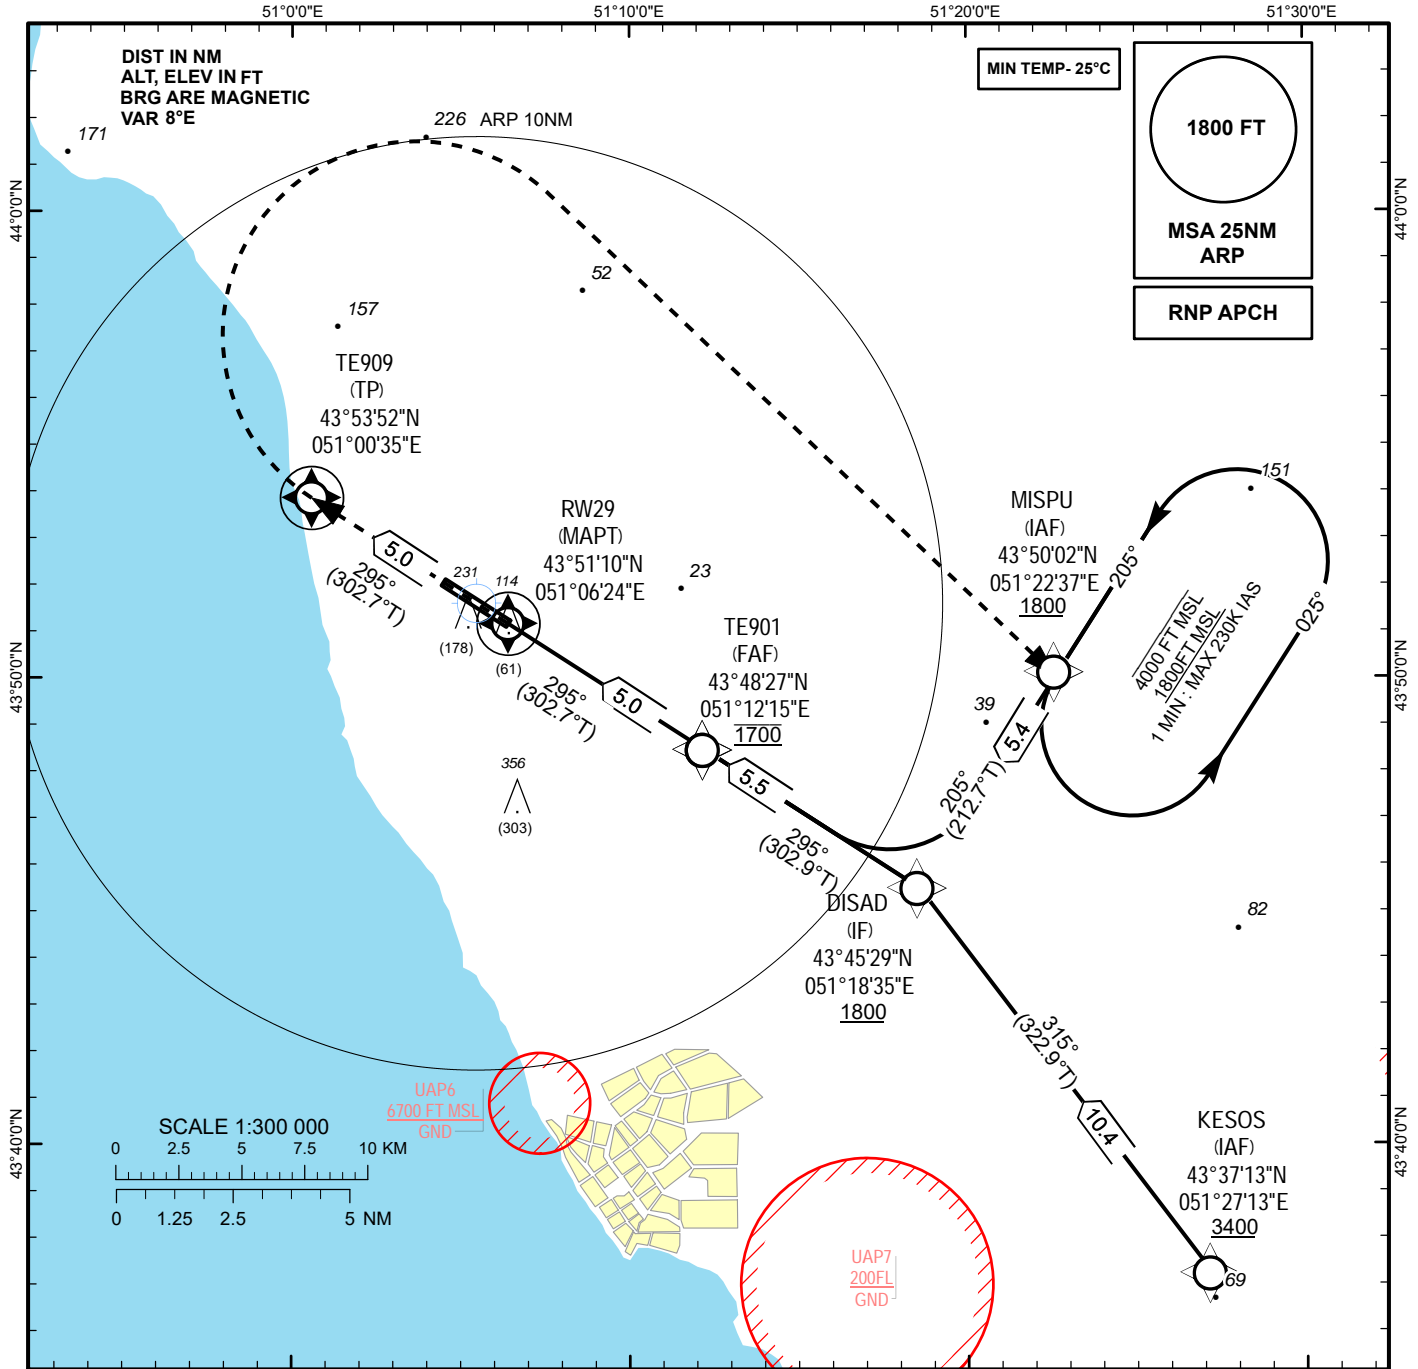 51°0'0"E
51°10'0"E
51°20'0"E
51°30'0"E
DIST IN NM
ALT, ELEV IN FT
BRG ARE MAGNETIC
VAR 8°E
MIN TEMP- 25°C
1800 FT
MSA 25NM
ARP
RNP APCH
171
226
ARP 10NM
44°0'0"N
44°0'0"N
52
157
TE909
(TP)
43°53'52"N
051°00'35"E
151
MISPU
(IAF)
43°50'02"N
051°22'37"E
1800
RW29
(MAPT)
43°51'10"N
051°06'24"E
5.0
295°
(302.7°T)
231
114
(178)
(61)
23
205°
025°
4000 FT MSL
1800FT MSL
1 MIN : MAX 230K IAS
TE901
(FAF)
43°48'27"N
051°12'15"E
1700
43°50'0"N
43°50'0"N
295°
(302.7°T)
5.0
39
5.4
205°
(212.7°T)
356
(303)
5.5
295°
(302.9°T)
DISAD
(IF)
43°45'29"N
051°18'35"E
1800
82
315°
(322.9°T)
10.4
UAP6
6700 FT MSL
GND
SCALE 1:300 000
0 2.5 5 7.5 10 KM
0 1.25 2.5 5 NM
43°40'0"N
43°40'0"N
KESOS
(IAF)
43°37'13"N
051°27'13"E
3400
69
UAP7
200FL
GND